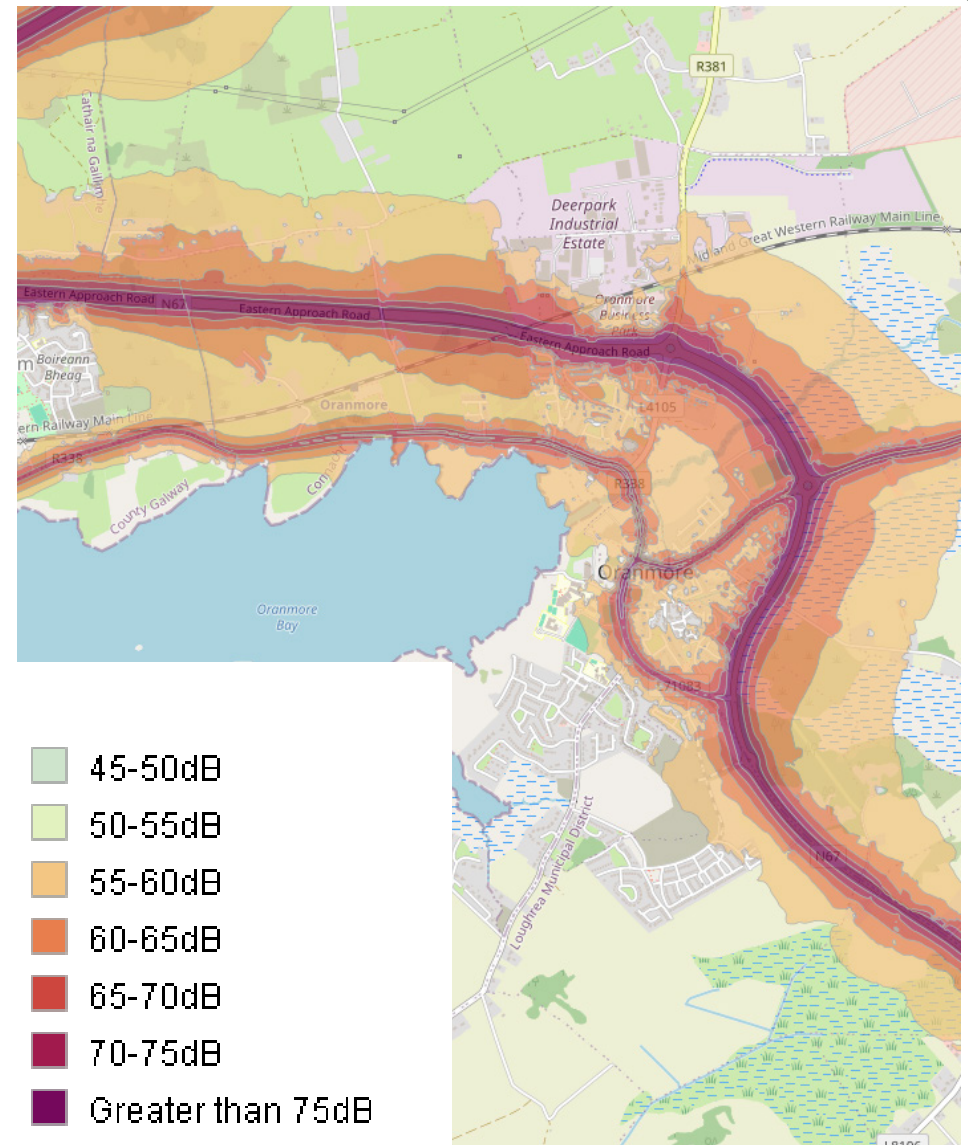 R381
Cathair na Gaillimhe
Deerpark
Industrial
Estate
Midland Great Western Railway Main Line
Eastern Approach Road
N67
Eastern Approach Road
Oranmore
Business
Park
Eastern Approach Road
m
Boireann
Bheag
Oranmore
L4105
ern Railway Main Line
R338
County Galway
R338
Oranmore
Oranmore
Bay
L71083
N67
Loughrea Municipal District
45-50dB
50-55dB
55-60dB
60-65dB
65-70dB
70-75dB
Greater than 75dB